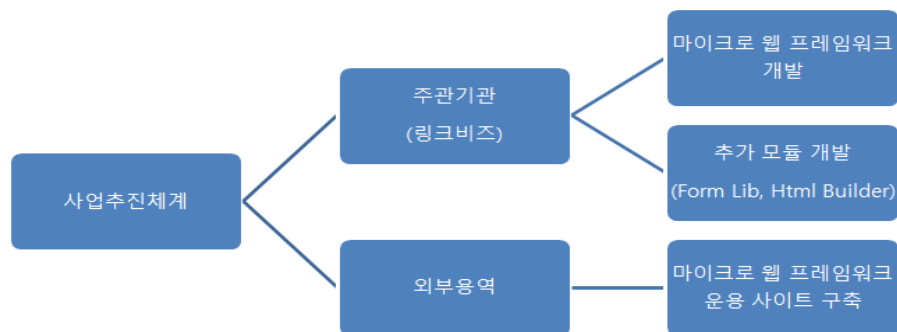 사업추진체계
주관기관
(링크비즈)
마이크로 웹 프레임워크
개발
추가 모듈 개발
(Form Lib, Html Builder)
외부용역
마이크로 웹 프레임워크
운용 사이트 구축